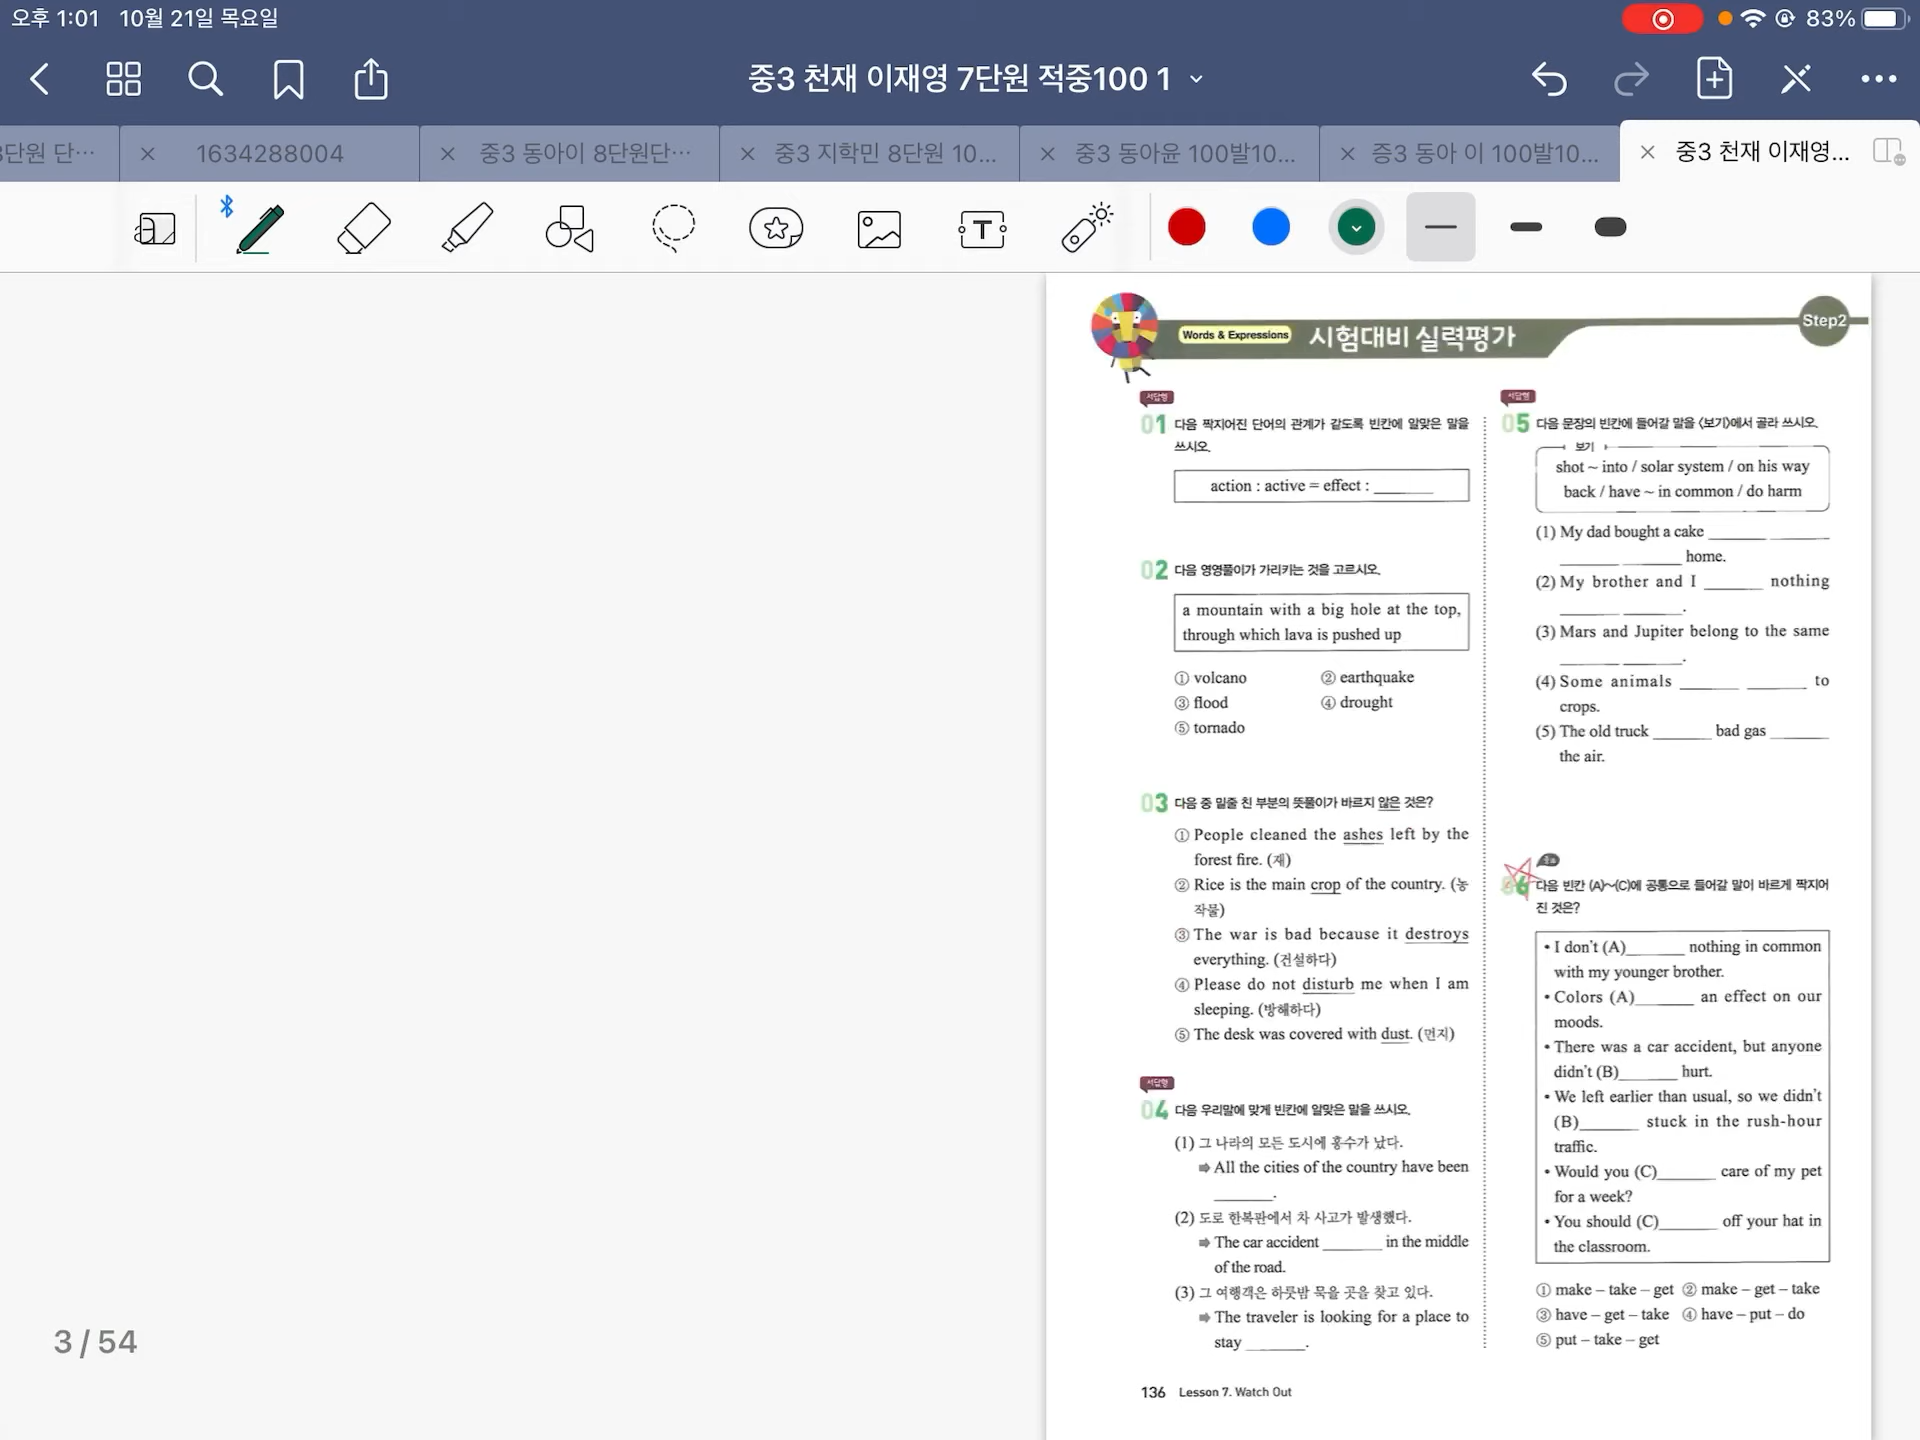 오후 1:01 10월 21일 목요일
83%
중3 천재 이재영 7단원 적중100 1
단원 단…
1634288004
중3 동아이 8단원단…
중3 지학민 8단원 10...
중3 동아윤 100발10...
증3 동아 이 100발10...
중3 천재 이재영...
Words & Expressions 시험대비 실력평가
Step2
서답형
01 다음 짝지어진 단어의 관계가 같도록 빈칸에 알맞은 말을
쓰시오.
action : active = effect : ______
02 다음 영영풀이가 가리키는 것을 고르시오.
a mountain with a big hole at the top,
through which lava is pushed up
① volcano ② earthquake
③ flood ④ drought
⑤ tornado
03 다음 중 밑줄 친 부분의 뜻풀이가 바르지 않은 것은?
① People cleaned the ashes left by the
forest fire. (재)
② Rice is the main crop of the country. (농
작물)
③ The war is bad because it destroys
everything. (건설하다)
④ Please do not disturb me when I am
sleeping. (방해하다)
⑤ The desk was covered with dust. (먼지)
서답형
04 다음 우리말에 맞게 빈칸에 알맞은 말을 쓰시오.
(1) 그 나라의 모든 도시에 홍수가 났다.
➡ All the cities of the country have been
______.
(2) 도로 한복판에서 차 사고가 발생했다.
➡ The car accident ______ in the middle
of the road.
(3) 그 여행객은 하룻밤 묵을 곳을 찾고 있다.
➡ The traveler is looking for a place to
stay ______.
서답형
05 다음 문장의 빈칸에 들어갈 말을 <보기>에서 골라 쓰시오.
보기
shot ~ into / solar system / on his way
back / have ~ in common / do harm
(1) My dad bought a cake ______ ______
______ ______ home.
(2) My brother and I ______ nothing
______ ______.
(3) Mars and Jupiter belong to the same
______ ______.
(4) Some animals ______ ______ to
crops.
(5) The old truck ______ bad gas ______
the air.
중요
06 다음 빈칸 (A)~(C)에 공통으로 들어갈 말이 바르게 짝지어
진 것은?
• I don't (A)______ nothing in common
with my younger brother.
• Colors (A)______ an effect on our
moods.
• There was a car accident, but anyone
didn't (B)______ hurt.
• We left earlier than usual, so we didn't
(B)______ stuck in the rush-hour
traffic.
• Would you (C)______ care of my pet
for a week?
• You should (C)______ off your hat in
the classroom.
① make – take – get ② make – get – take
③ have – get – take ④ have – put – do
⑤ put – take – get
3 / 54
136 Lesson 7. Watch Out